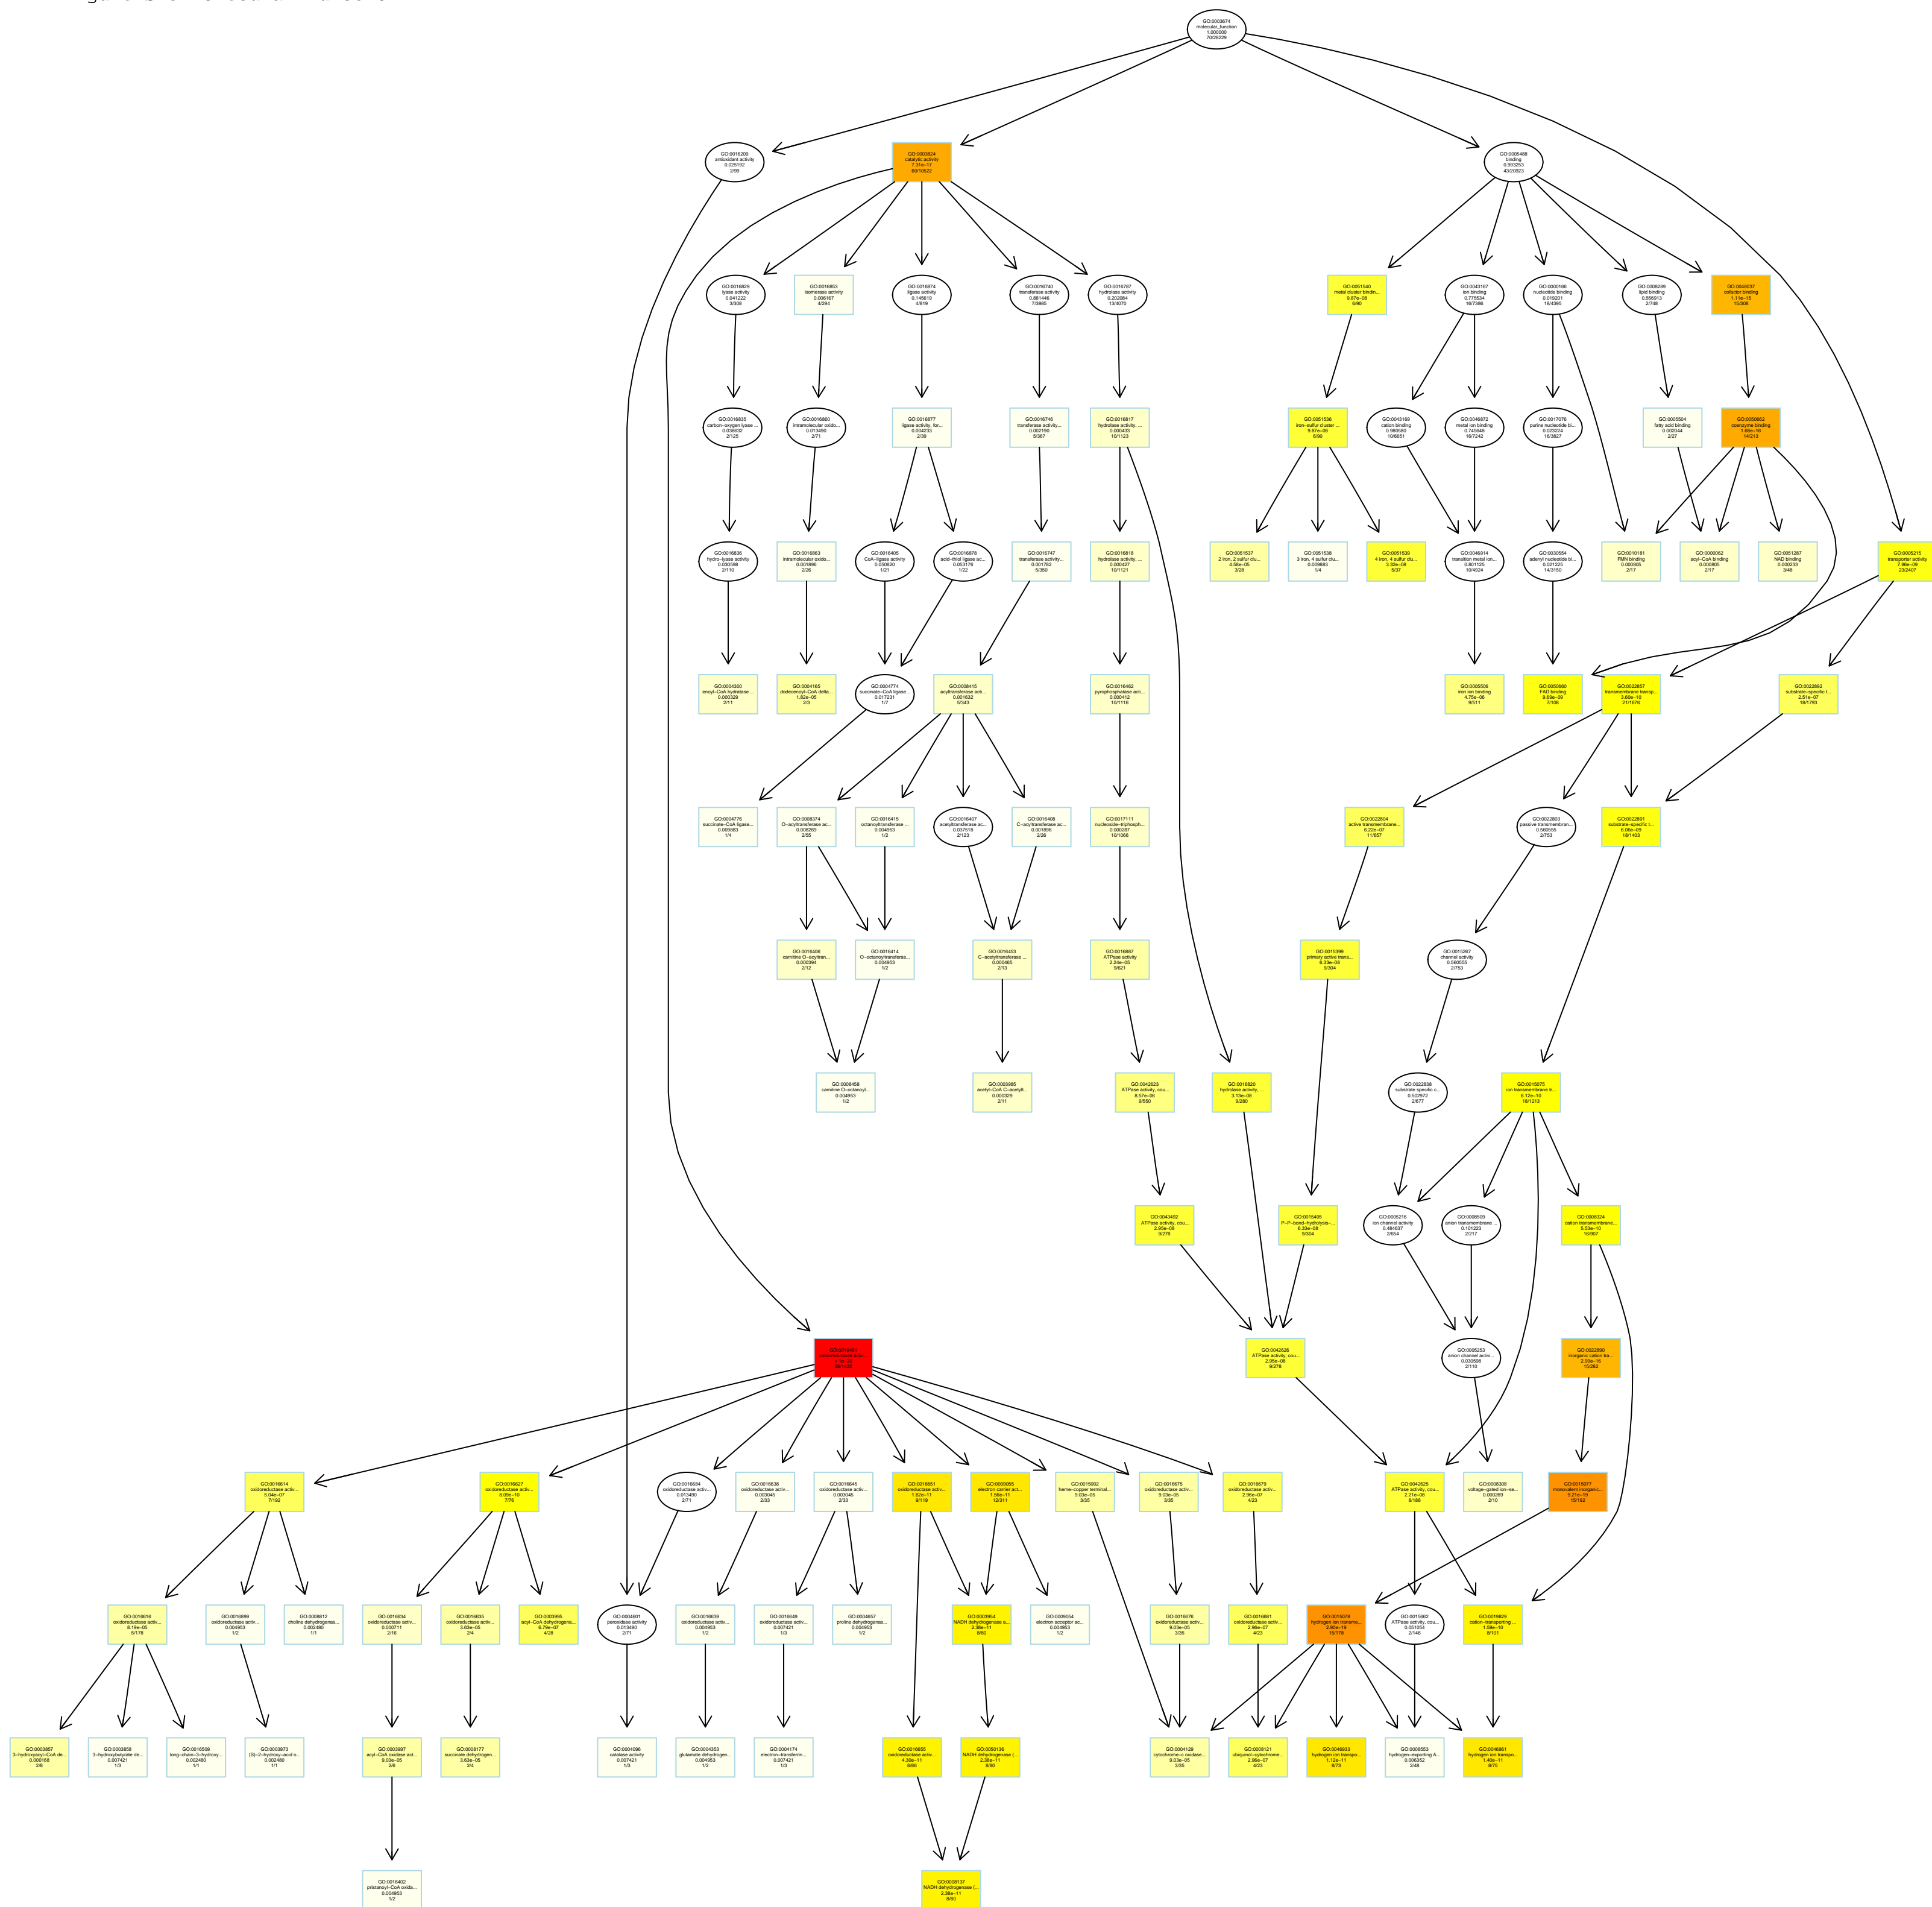 GO:0003674
molecular_function
1.000000
70/28229
GO:0016209
antioxidant activity
0.025192
2/99
GO:0003824
catalytic activity
7.31e−17
60/10522
GO:0005488
binding
0.993253
43/20923
GO:0016829
lyase activity
0.041222
3/308
GO:0016853
isomerase activity
0.006167
4/294
GO:0016874
ligase activity
0.145619
4/819
GO:0016740
transferase activity
0.881446
7/3985
GO:0016787
hydrolase activity
0.202084
13/4070
GO:0051540
metal cluster bindin...
9.87e−08
6/90
GO:0043167
ion binding
0.775534
16/7386
GO:0000166
nucleotide binding
0.019201
18/4395
GO:0008289
lipid binding
0.556913
2/748
GO:0048037
cofactor binding
1.11e−15
15/308
GO:0016835
carbon−oxygen lyase ...
0.038632
2/125
GO:0016860
intramolecular oxido...
0.013490
2/71
GO:0016877
ligase activity, for...
0.004233
2/39
GO:0016746
transferase activity...
0.002190
5/367
GO:0016817
hydrolase activity, ...
0.000433
10/1123
GO:0051536
iron−sulfur cluster ...
9.87e−08
6/90
GO:0043169
cation binding
0.980580
10/6651
GO:0046872
metal ion binding
0.745648
16/7242
GO:0017076
purine nucleotide bi...
0.023224
16/3827
GO:0005504
fatty acid binding
0.002044
2/27
GO:0050662
coenzyme binding
1.68e−16
14/213
GO:0016836
hydro−lyase activity
0.030598
2/110
GO:0016863
intramolecular oxido...
0.001896
2/26
GO:0016405
CoA−ligase activity
0.050820
1/21
GO:0016878
acid−thiol ligase ac...
0.053176
1/22
GO:0016747
transferase activity...
0.001782
5/350
GO:0016818
hydrolase activity, ...
0.000427
10/1121
GO:0051537
2 iron, 2 sulfur clu...
4.58e−05
3/28
GO:0051538
3 iron, 4 sulfur clu...
0.009883
1/4
GO:0051539
4 iron, 4 sulfur clu...
3.32e−08
5/37
GO:0046914
transition metal ion...
0.801125
10/4924
GO:0030554
adenyl nucleotide bi...
0.021225
14/3150
GO:0010181
FMN binding
0.000805
2/17
GO:0000062
acyl−CoA binding
0.000805
2/17
GO:0051287
NAD binding
0.000233
3/48
GO:0005215
transporter activity
7.96e−09
23/2407
GO:0004300
enoyl−CoA hydratase ...
0.000329
2/11
GO:0004165
dodecenoyl−CoA delta...
1.82e−05
2/3
GO:0004774
succinate−CoA ligase...
0.017231
1/7
GO:0008415
acyltransferase acti...
0.001632
5/343
GO:0016462
pyrophosphatase acti...
0.000412
10/1116
GO:0005506
iron ion binding
4.75e−06
9/511
GO:0050660
FAD binding
9.69e−09
7/108
GO:0022857
transmembrane transp...
3.60e−10
21/1676
GO:0022892
substrate−specific t...
2.51e−07
18/1793
GO:0004776
succinate−CoA ligase...
0.009883
1/4
GO:0008374
O−acyltransferase ac...
0.008269
2/55
GO:0016415
octanoyltransferase ...
0.004953
1/2
GO:0016407
acetyltransferase ac...
0.037518
2/123
GO:0016408
C−acyltransferase ac...
0.001896
2/26
GO:0017111
nucleoside−triphosph...
0.000287
10/1066
GO:0022804
active transmembrane...
6.22e−07
11/657
GO:0022803
passive transmembran...
0.560555
2/753
GO:0022891
substrate−specific t...
6.06e−09
18/1403
GO:0016406
carnitine O−acyltran...
0.000394
2/12
GO:0016414
O−octanoyltransferas...
0.004953
1/2
GO:0016453
C−acetyltransferase ...
0.000465
2/13
GO:0016887
ATPase activity
2.24e−05
9/621
GO:0015399
primary active trans...
6.33e−08
9/304
GO:0015267
channel activity
0.560555
2/753
GO:0008458
carnitine O−octanoyl...
0.004953
1/2
GO:0003985
acetyl−CoA C−acetylt...
0.000329
2/11
GO:0042623
ATPase activity, cou...
8.57e−06
9/550
GO:0016820
hydrolase activity, ...
3.13e−08
9/280
GO:0022838
substrate specific c...
0.502972
2/677
GO:0015075
ion transmembrane tr...
6.12e−10
18/1213
GO:0043492
ATPase activity, cou...
2.95e−08
9/278
GO:0015405
P−P−bond−hydrolysis−...
6.33e−08
9/304
GO:0005216
ion channel activity
0.484637
2/654
GO:0008509
anion transmembrane ...
0.101223
2/217
GO:0008324
cation transmembrane...
5.53e−10
16/907
GO:0042626
ATPase activity, cou...
2.95e−08
9/278
GO:0005253
anion channel activi...
0.030598
2/110
GO:0022890
inorganic cation tra...
2.99e−16
15/282
GO:0016614
oxidoreductase activ...
5.04e−07
7/192
GO:0016627
oxidoreductase activ...
8.09e−10
7/76
GO:0016684
oxidoreductase activ...
0.013490
2/71
GO:0016638
oxidoreductase activ...
0.003045
2/33
GO:0016645
oxidoreductase activ...
0.003045
2/33
GO:0016651
oxidoreductase activ...
1.62e−11
9/119
GO:0009055
electron carrier act...
1.56e−11
12/311
GO:0015002
heme−copper terminal...
9.03e−05
3/35
GO:0016675
oxidoreductase activ...
9.03e−05
3/35
GO:0016679
oxidoreductase activ...
2.96e−07
4/23
GO:0042625
ATPase activity, cou...
2.21e−08
8/188
GO:0008308
voltage−gated ion−se...
0.000269
2/10
GO:0015077
monovalent inorganic...
9.21e−19
15/192
GO:0016616
oxidoreductase activ...
8.19e−05
5/178
GO:0016899
oxidoreductase activ...
0.004953
1/2
GO:0008812
choline dehydrogenas...
0.002480
1/1
GO:0016634
oxidoreductase activ...
0.000711
2/16
GO:0016635
oxidoreductase activ...
3.63e−05
2/4
GO:0003995
acyl−CoA dehydrogena...
6.79e−07
4/28
GO:0004601
peroxidase activity
0.013490
2/71
GO:0016639
oxidoreductase activ...
0.004953
1/2
GO:0016649
oxidoreductase activ...
0.007421
1/3
GO:0004657
proline dehydrogenas...
0.004953
1/2
GO:0003954
NADH dehydrogenase a...
2.38e−11
8/80
GO:0009054
electron acceptor ac...
0.004953
1/2
GO:0016676
oxidoreductase activ...
9.03e−05
3/35
GO:0016681
oxidoreductase activ...
2.96e−07
4/23
GO:0015078
hydrogen ion transme...
2.90e−19
15/178
GO:0015662
ATPase activity, cou...
0.051054
2/146
GO:0019829
cation−transporting ...
1.59e−10
8/101
GO:0003857
3−hydroxyacyl−CoA de...
0.000168
2/8
GO:0003858
3−hydroxybutyrate de...
0.007421
1/3
GO:0016509
long−chain−3−hydroxy...
0.002480
1/1
GO:0003973
(S)−2−hydroxy−acid o...
0.002480
1/1
GO:0003997
acyl−CoA oxidase act...
9.03e−05
2/6
GO:0008177
succinate dehydrogen...
3.63e−05
2/4
GO:0004096
catalase activity
0.007421
1/3
GO:0004353
glutamate dehydrogen...
0.004953
1/2
GO:0004174
electron−transferrin...
0.007421
1/3
GO:0016655
oxidoreductase activ...
4.30e−11
8/86
GO:0050136
NADH dehydrogenase (...
2.38e−11
8/80
GO:0004129
cytochrome−c oxidase...
9.03e−05
3/35
GO:0008121
ubiquinol−cytochrome...
2.96e−07
4/23
GO:0046933
hydrogen ion transpo...
1.12e−11
8/73
GO:0008553
hydrogen−exporting A...
0.006352
2/48
GO:0046961
hydrogen ion transpo...
1.40e−11
8/75
GO:0016402
pristanoyl−CoA oxida...
0.004953
1/2
GO:0008137
NADH dehydrogenase (...
2.38e−11
8/80